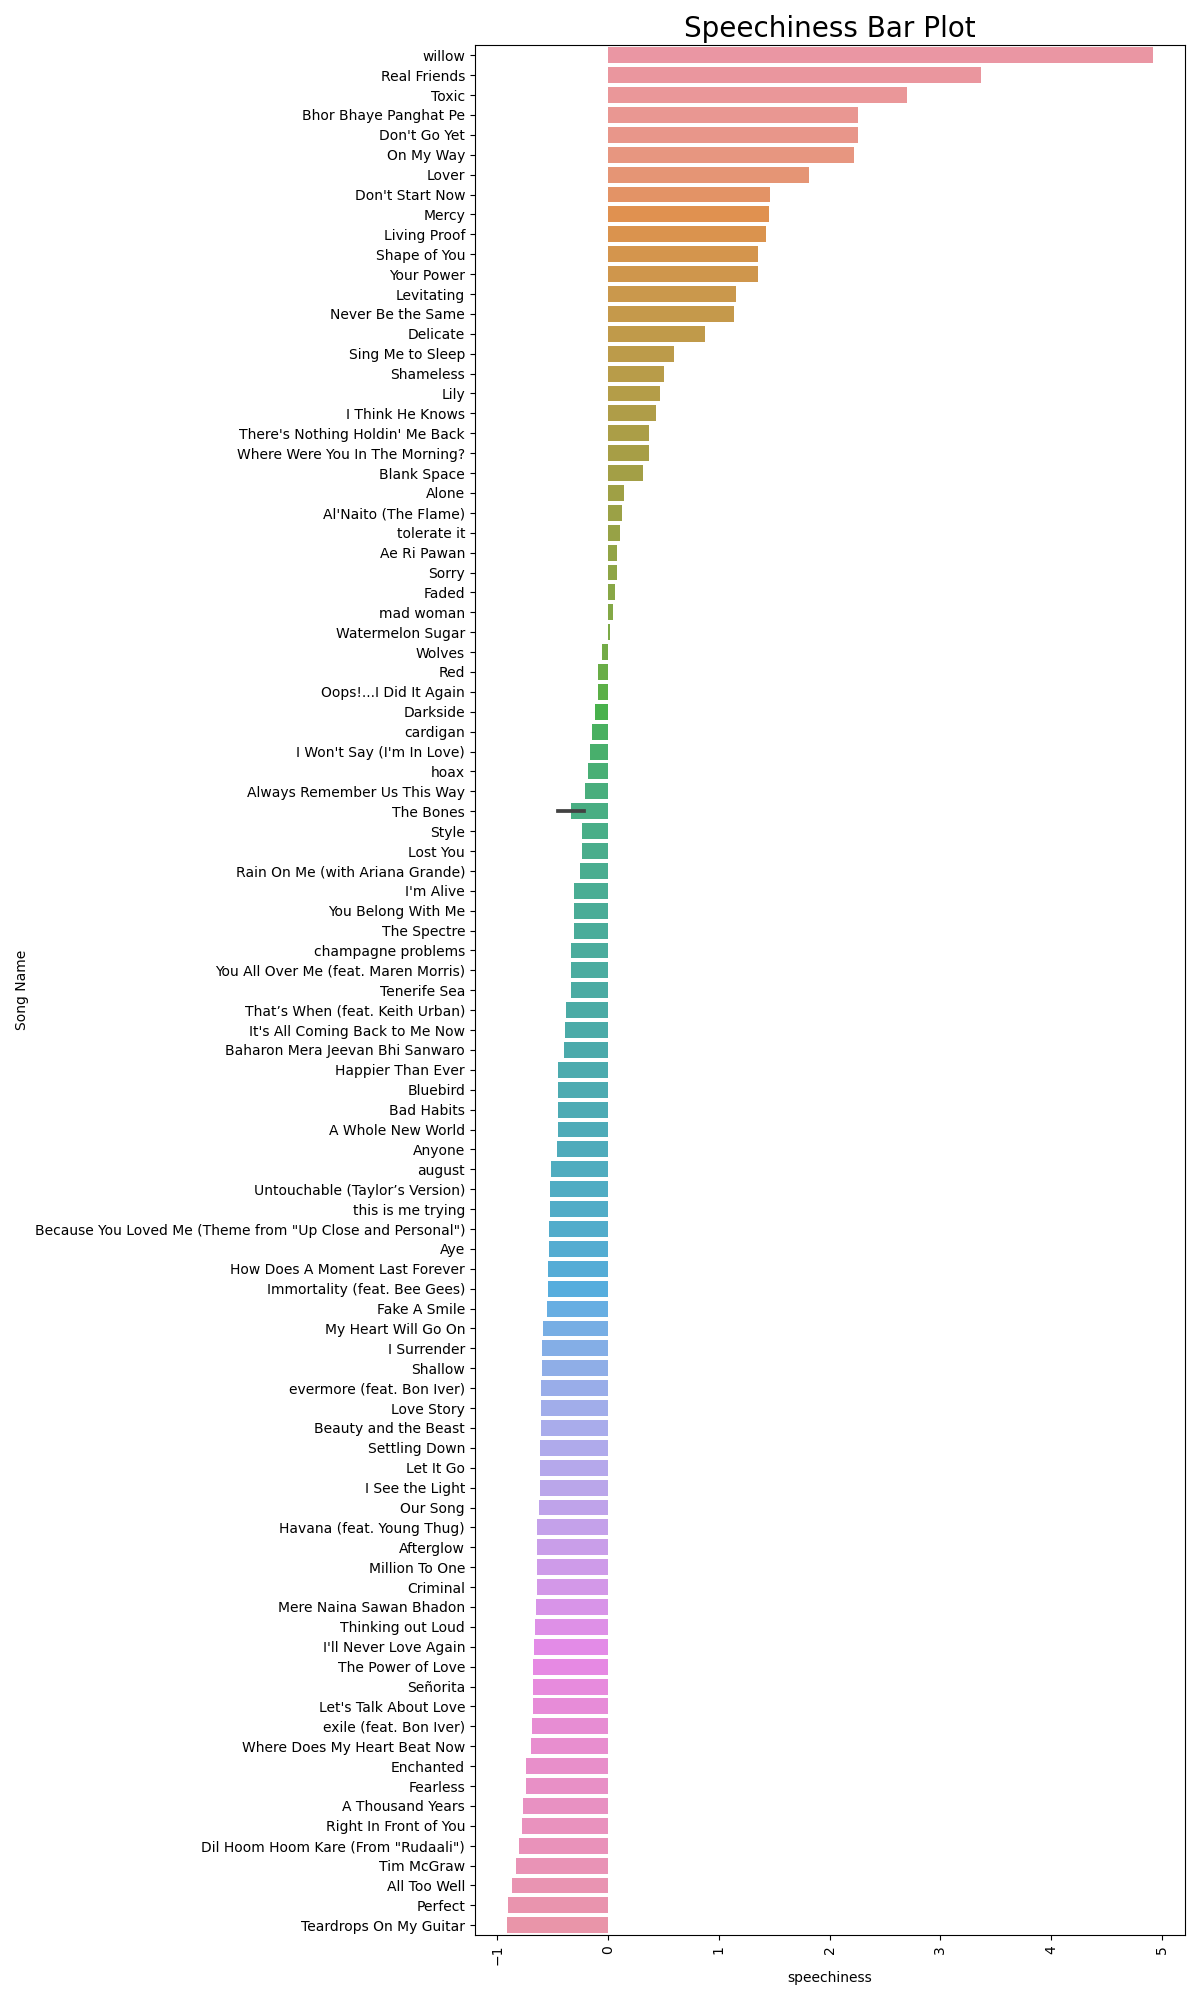 Speechiness Bar Plot
willow
Real Friends
Toxic
Bhor Bhaye Panghat Pe
Don't Go Yet
On My Way
Lover
Don't Start Now
Mercy
Living Proof
Shape of You
Your Power
Levitating
Never Be the Same
Delicate
Sing Me to Sleep
Shameless
Lily
I Think He Knows
There's Nothing Holdin' Me Back
Where Were You In The Morning?
Blank Space
Alone
Al'Naito (The Flame)
tolerate it
Ae Ri Pawan
Sorry
Faded
mad woman
Watermelon Sugar
Wolves
Red
Oops!...I Did It Again
Darkside
cardigan
I Won't Say (I'm In Love)
hoax
Always Remember Us This Way
The Bones
Style
Lost You
Rain On Me (with Ariana Grande)
I'm Alive
You Belong With Me
The Spectre
champagne problems
You All Over Me (feat. Maren Morris)
Tenerife Sea
That’s When (feat. Keith Urban)
It's All Coming Back to Me Now
Baharon Mera Jeevan Bhi Sanwaro
Happier Than Ever
Bluebird
Bad Habits
A Whole New World
Anyone
august
Untouchable (Taylor’s Version)
this is me trying
Because You Loved Me (Theme from "Up Close and Personal")
Aye
How Does A Moment Last Forever
Immortality (feat. Bee Gees)
Fake A Smile
My Heart Will Go On
I Surrender
Shallow
evermore (feat. Bon Iver)
Love Story
Beauty and the Beast
Settling Down
Let It Go
I See the Light
Our Song
Havana (feat. Young Thug)
Afterglow
Million To One
Criminal
Mere Naina Sawan Bhadon
Thinking out Loud
I'll Never Love Again
The Power of Love
Señorita
Let's Talk About Love
exile (feat. Bon Iver)
Where Does My Heart Beat Now
Enchanted
Fearless
A Thousand Years
Right In Front of You
Dil Hoom Hoom Kare (From "Rudaali")
Tim McGraw
All Too Well
Perfect
Teardrops On My Guitar
Song Name
−1 0 1 2 3 4 5
speechiness